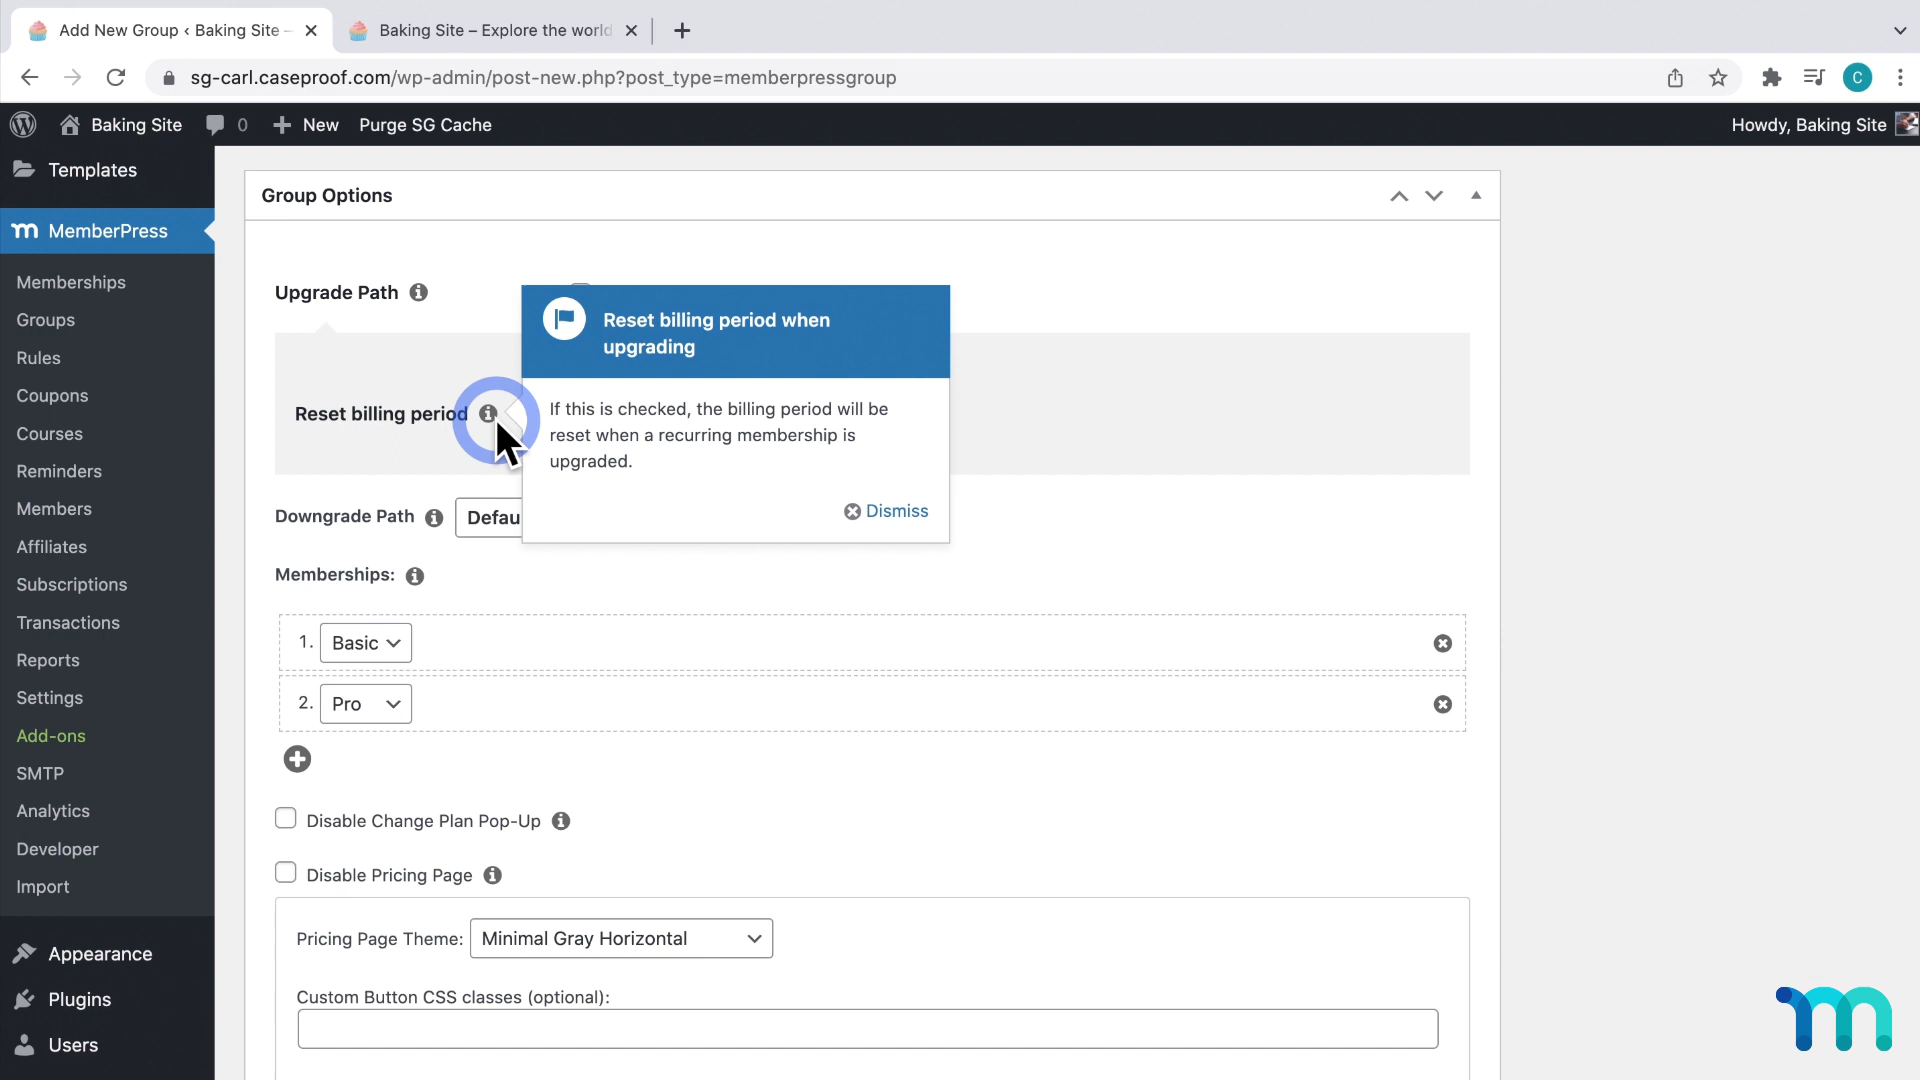 Add New Group ‹ Baking Site –
Baking Site – Explore the world
sg-carl.caseproof.com/wp-admin/post-new.php?post_type=memberpressgroup
C
Baking Site
0
New
Purge SG Cache
Howdy, Baking Site
Templates
MemberPress
Memberships
Groups
Rules
Coupons
Courses
Reminders
Members
Affiliates
Subscriptions
Transactions
Reports
Settings
Add-ons
SMTP
Analytics
Developer
Import
Appearance
Plugins
Users
Group Options
Upgrade Path
Reset billing period when
upgrading
Reset billing period
If this is checked, the billing period will be
reset when a recurring membership is
upgraded.
Dismiss
Downgrade Path
Defau
Memberships:
1. Basic
2. Pro
Disable Change Plan Pop-Up
Disable Pricing Page
Pricing Page Theme: Minimal Gray Horizontal
Custom Button CSS classes (optional):